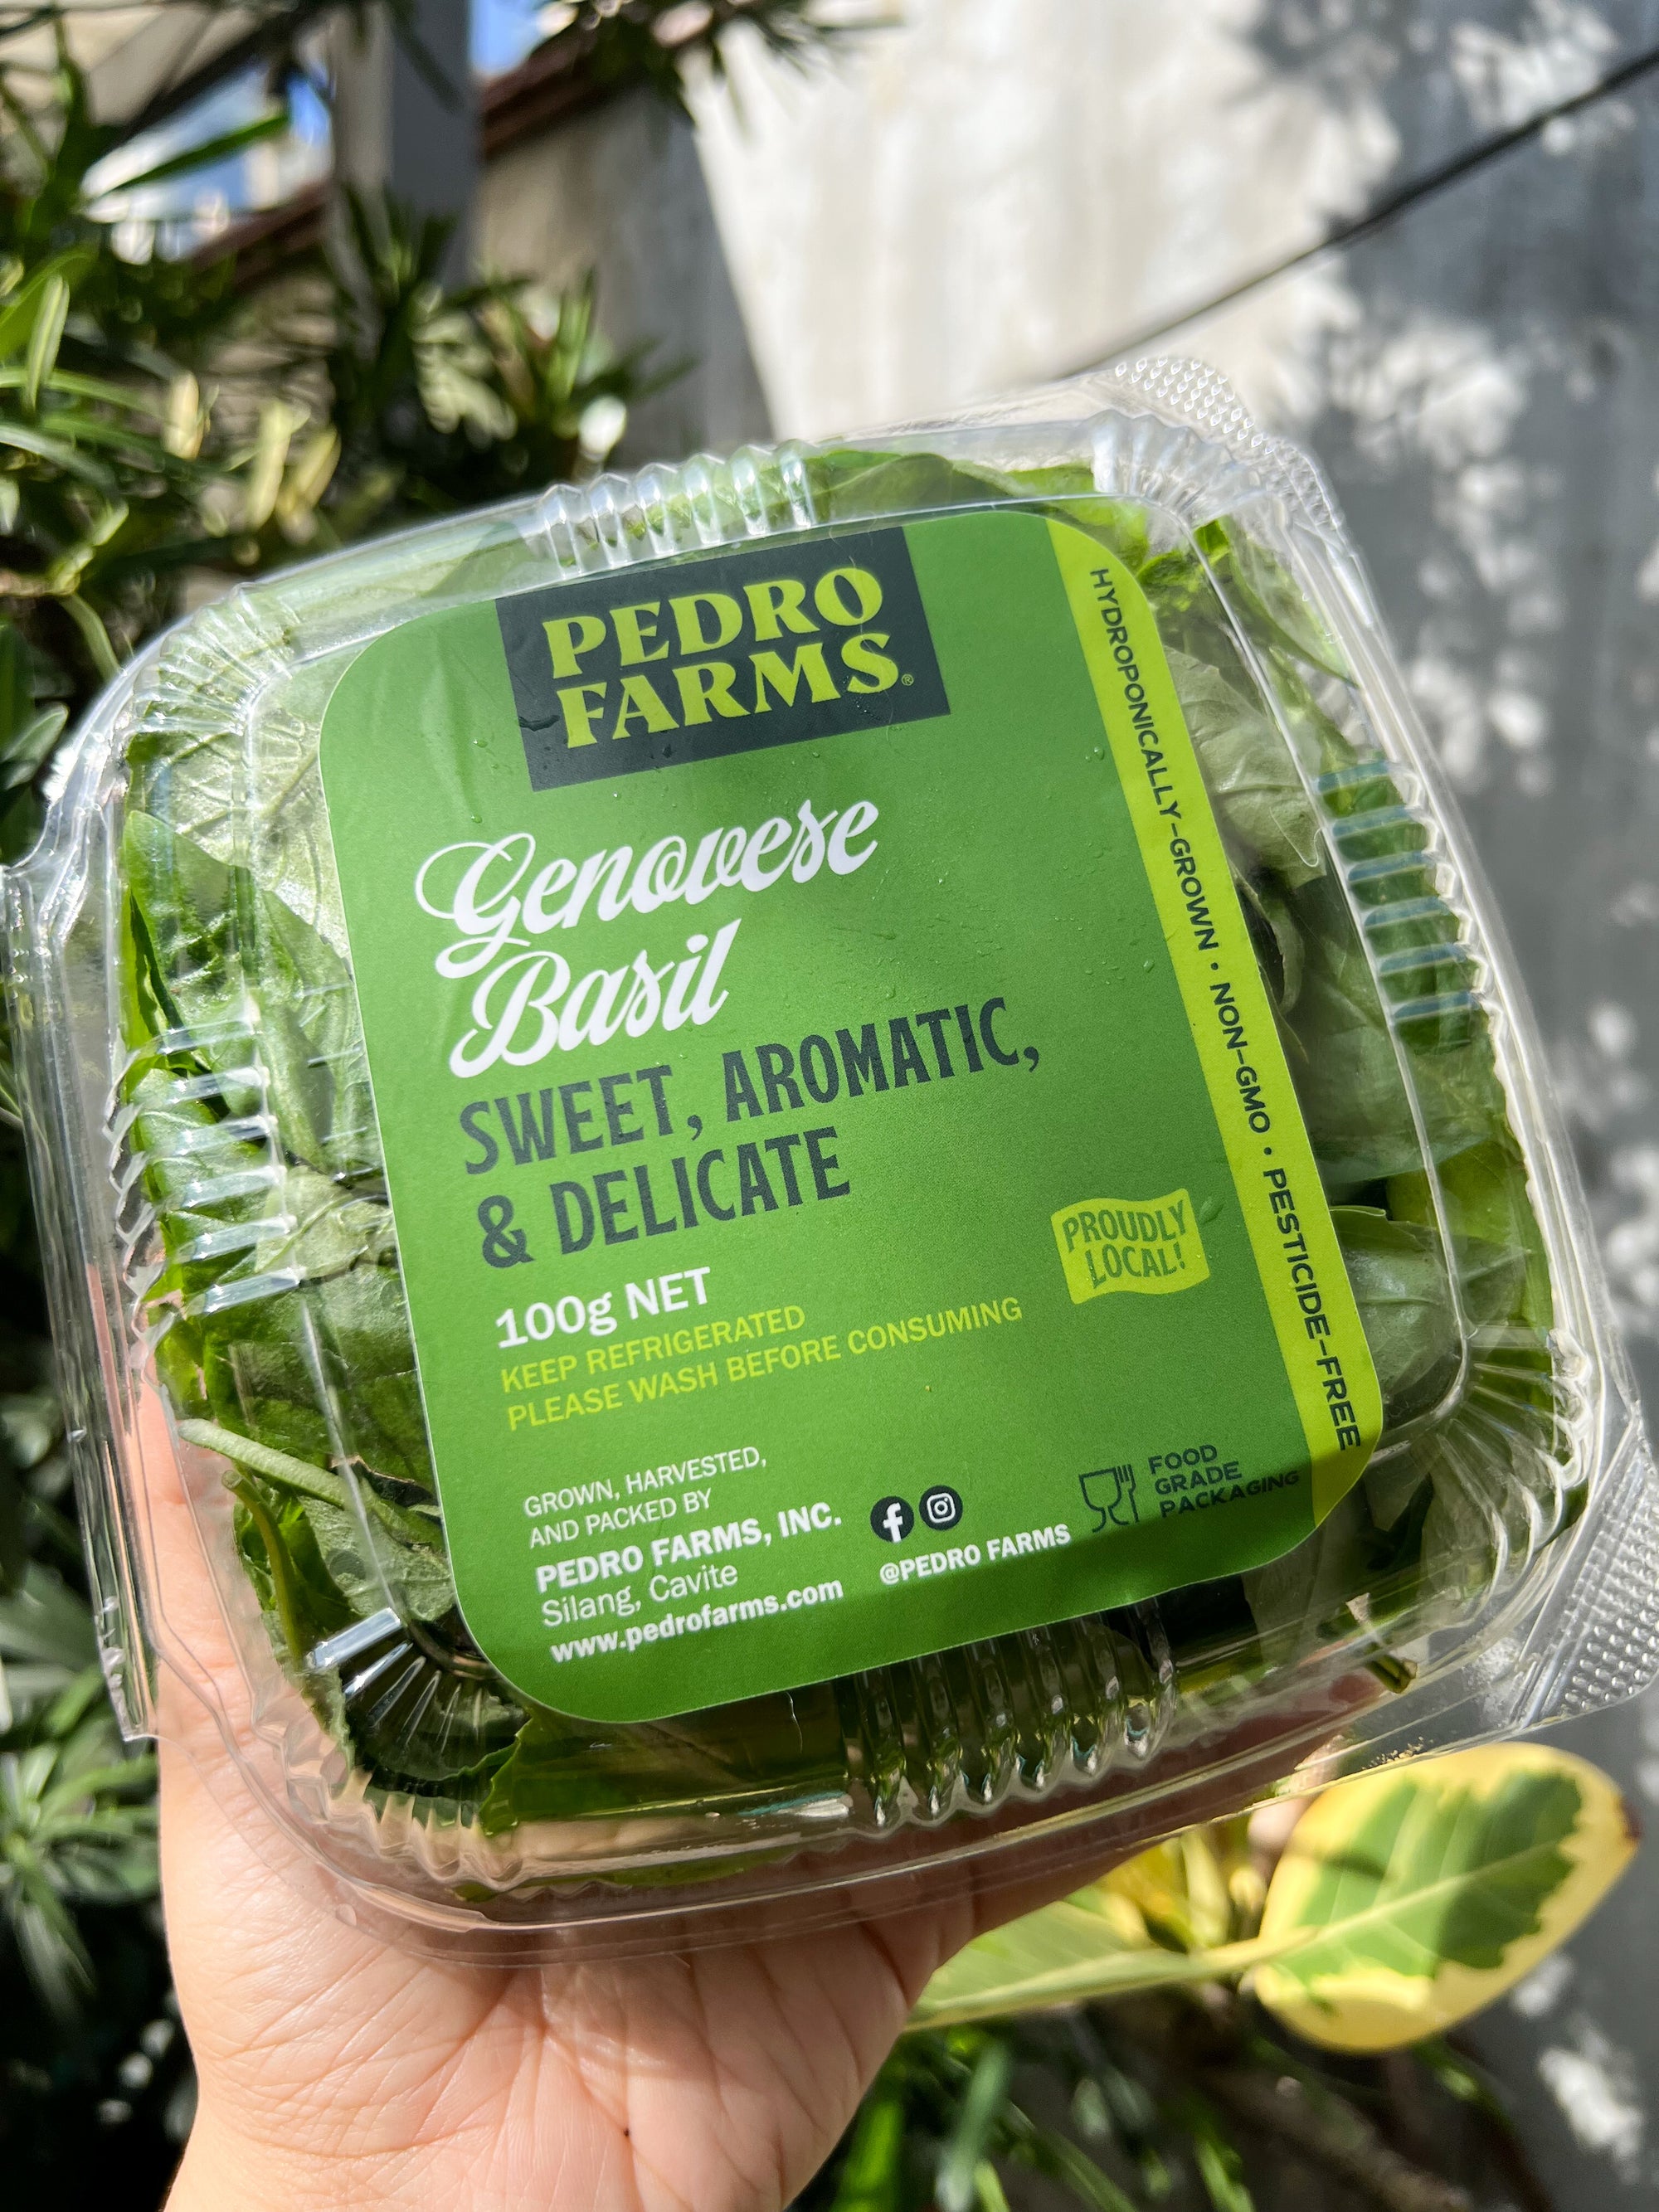 PEDRO
FARMS®
Genovese
Basil
SWEET, AROMATIC,
& DELICATE
100g NET
KEEP REFRIGERATED
PLEASE WASH BEFORE CONSUMING
PROUDLY
LOCAL!
GROWN, HARVESTED,
AND PACKED BY
PEDRO FARMS, INC.
Silang, Cavite
www.pedrofarms.com
@PEDRO FARMS
FOOD
GRADE
PACKAGING
HYDROPONICALLY-GROWN • NON-GMO • PESTICIDE-FREE